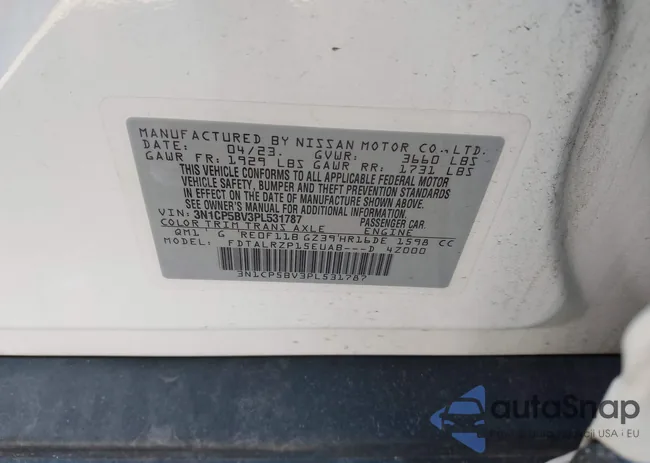 MANUFACTURED BY NISSAN MOTOR CO., LTD.
DATE: 04/23 GVWR: 3660 LBS
GAWR FR: 1929 LBS GAWR RR: 1731 LBS
THIS VEHICLE CONFORMS TO ALL APPLICABLE FEDERAL MOTOR
VEHICLE SAFETY, BUMPER AND THEFT PREVENTION STANDARDS
IN EFFECT ON THE DATE OF MANUFACTURE SHOWN ABOVE.
SEE OWNER'S MANUAL FOR ADDITIONAL INFORMATION.
VIN: 3N1CP5BV3PL531787 PASSENGER CAR
COLOR TRIM TRANS AXLE ENGINE
QM1 G RE0F11B GZ39 HR16DE 1598 CC
FDTALRZP15EUAB---D 4Z000
3N1CP5BV3PL531787
autoSnap
USA - EU